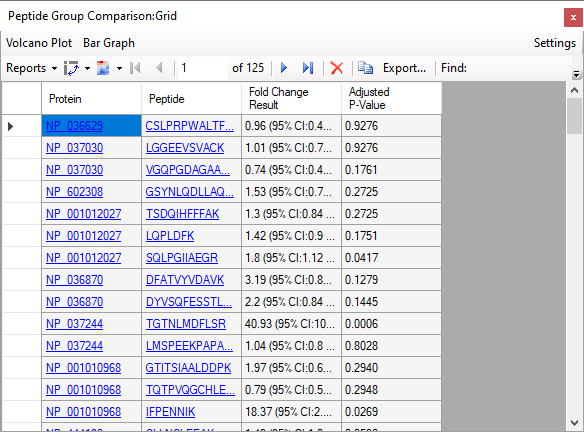 Peptide Group Comparison:Grid
Volcano Plot Bar Graph Settings
Reports 1 of 125 Export... Find:
Protein Peptide Fold Change Result Adjusted P-Value
NP_036629 CSLPRPWALTF... 0.96 (95% CI:0.4... 0.9276
NP_037030 LGGEEVSVACK 1.01 (95% CI:0.7... 0.9276
NP_037030 VGQPGDAGAA... 0.74 (95% CI:0.4... 0.1761
NP_602308 GSYNLQDLLAQ... 1.53 (95% CI:0.7... 0.2725
NP_001012027 TSDQIHFFFAK 1.3 (95% CI:0.84 ... 0.2725
NP_001012027 LQPLDFK 1.42 (95% CI:0.9 ... 0.1751
NP_001012027 SQLPGIIAEGR 1.8 (95% CI:1.12 ... 0.0417
NP_036870 DFATVYVDAVK 3.19 (95% CI:0.8... 0.1279
NP_036870 DYVSQFESSTL... 2.2 (95% CI:0.84 ... 0.1445
NP_037244 TGTNLMDFLSR 40.93 (95% CI:10... 0.0006
NP_037244 LMSPEEKPAPA... 1.04 (95% CI:0.8 ... 0.8028
NP_001010968 GTITSIAALDDPK 1.97 (95% CI:0.6... 0.2940
NP_001010968 TQTPVQGCHLE... 0.79 (95% CI:0.5... 0.2948
NP_001010968 IFPENNIK 18.37 (95% CI:2.... 0.0269